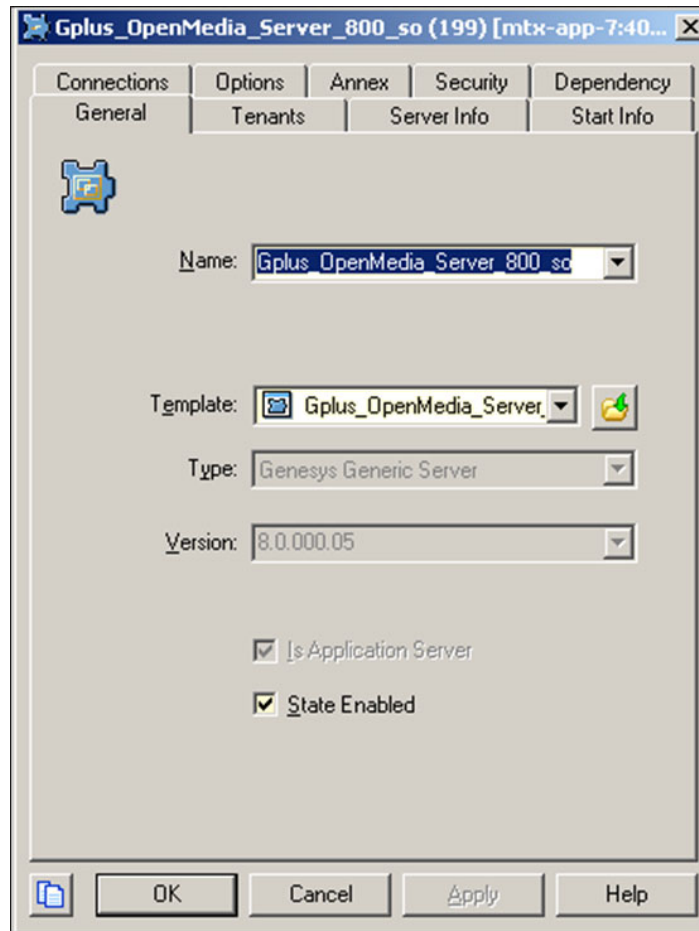 Gplus_OpenMedia_Server_800_so (199) [mtx-app-7:40...
Connections Options Annex Security Dependency
General Tenants Server Info Start Info
Name: Gplus_OpenMedia_Server_800_so
Template: Gplus_OpenMedia_Server_
Type: Genesys Generic Server
Version: 8.0.000.05
Is Application Server
State Enabled
OK Cancel Apply Help